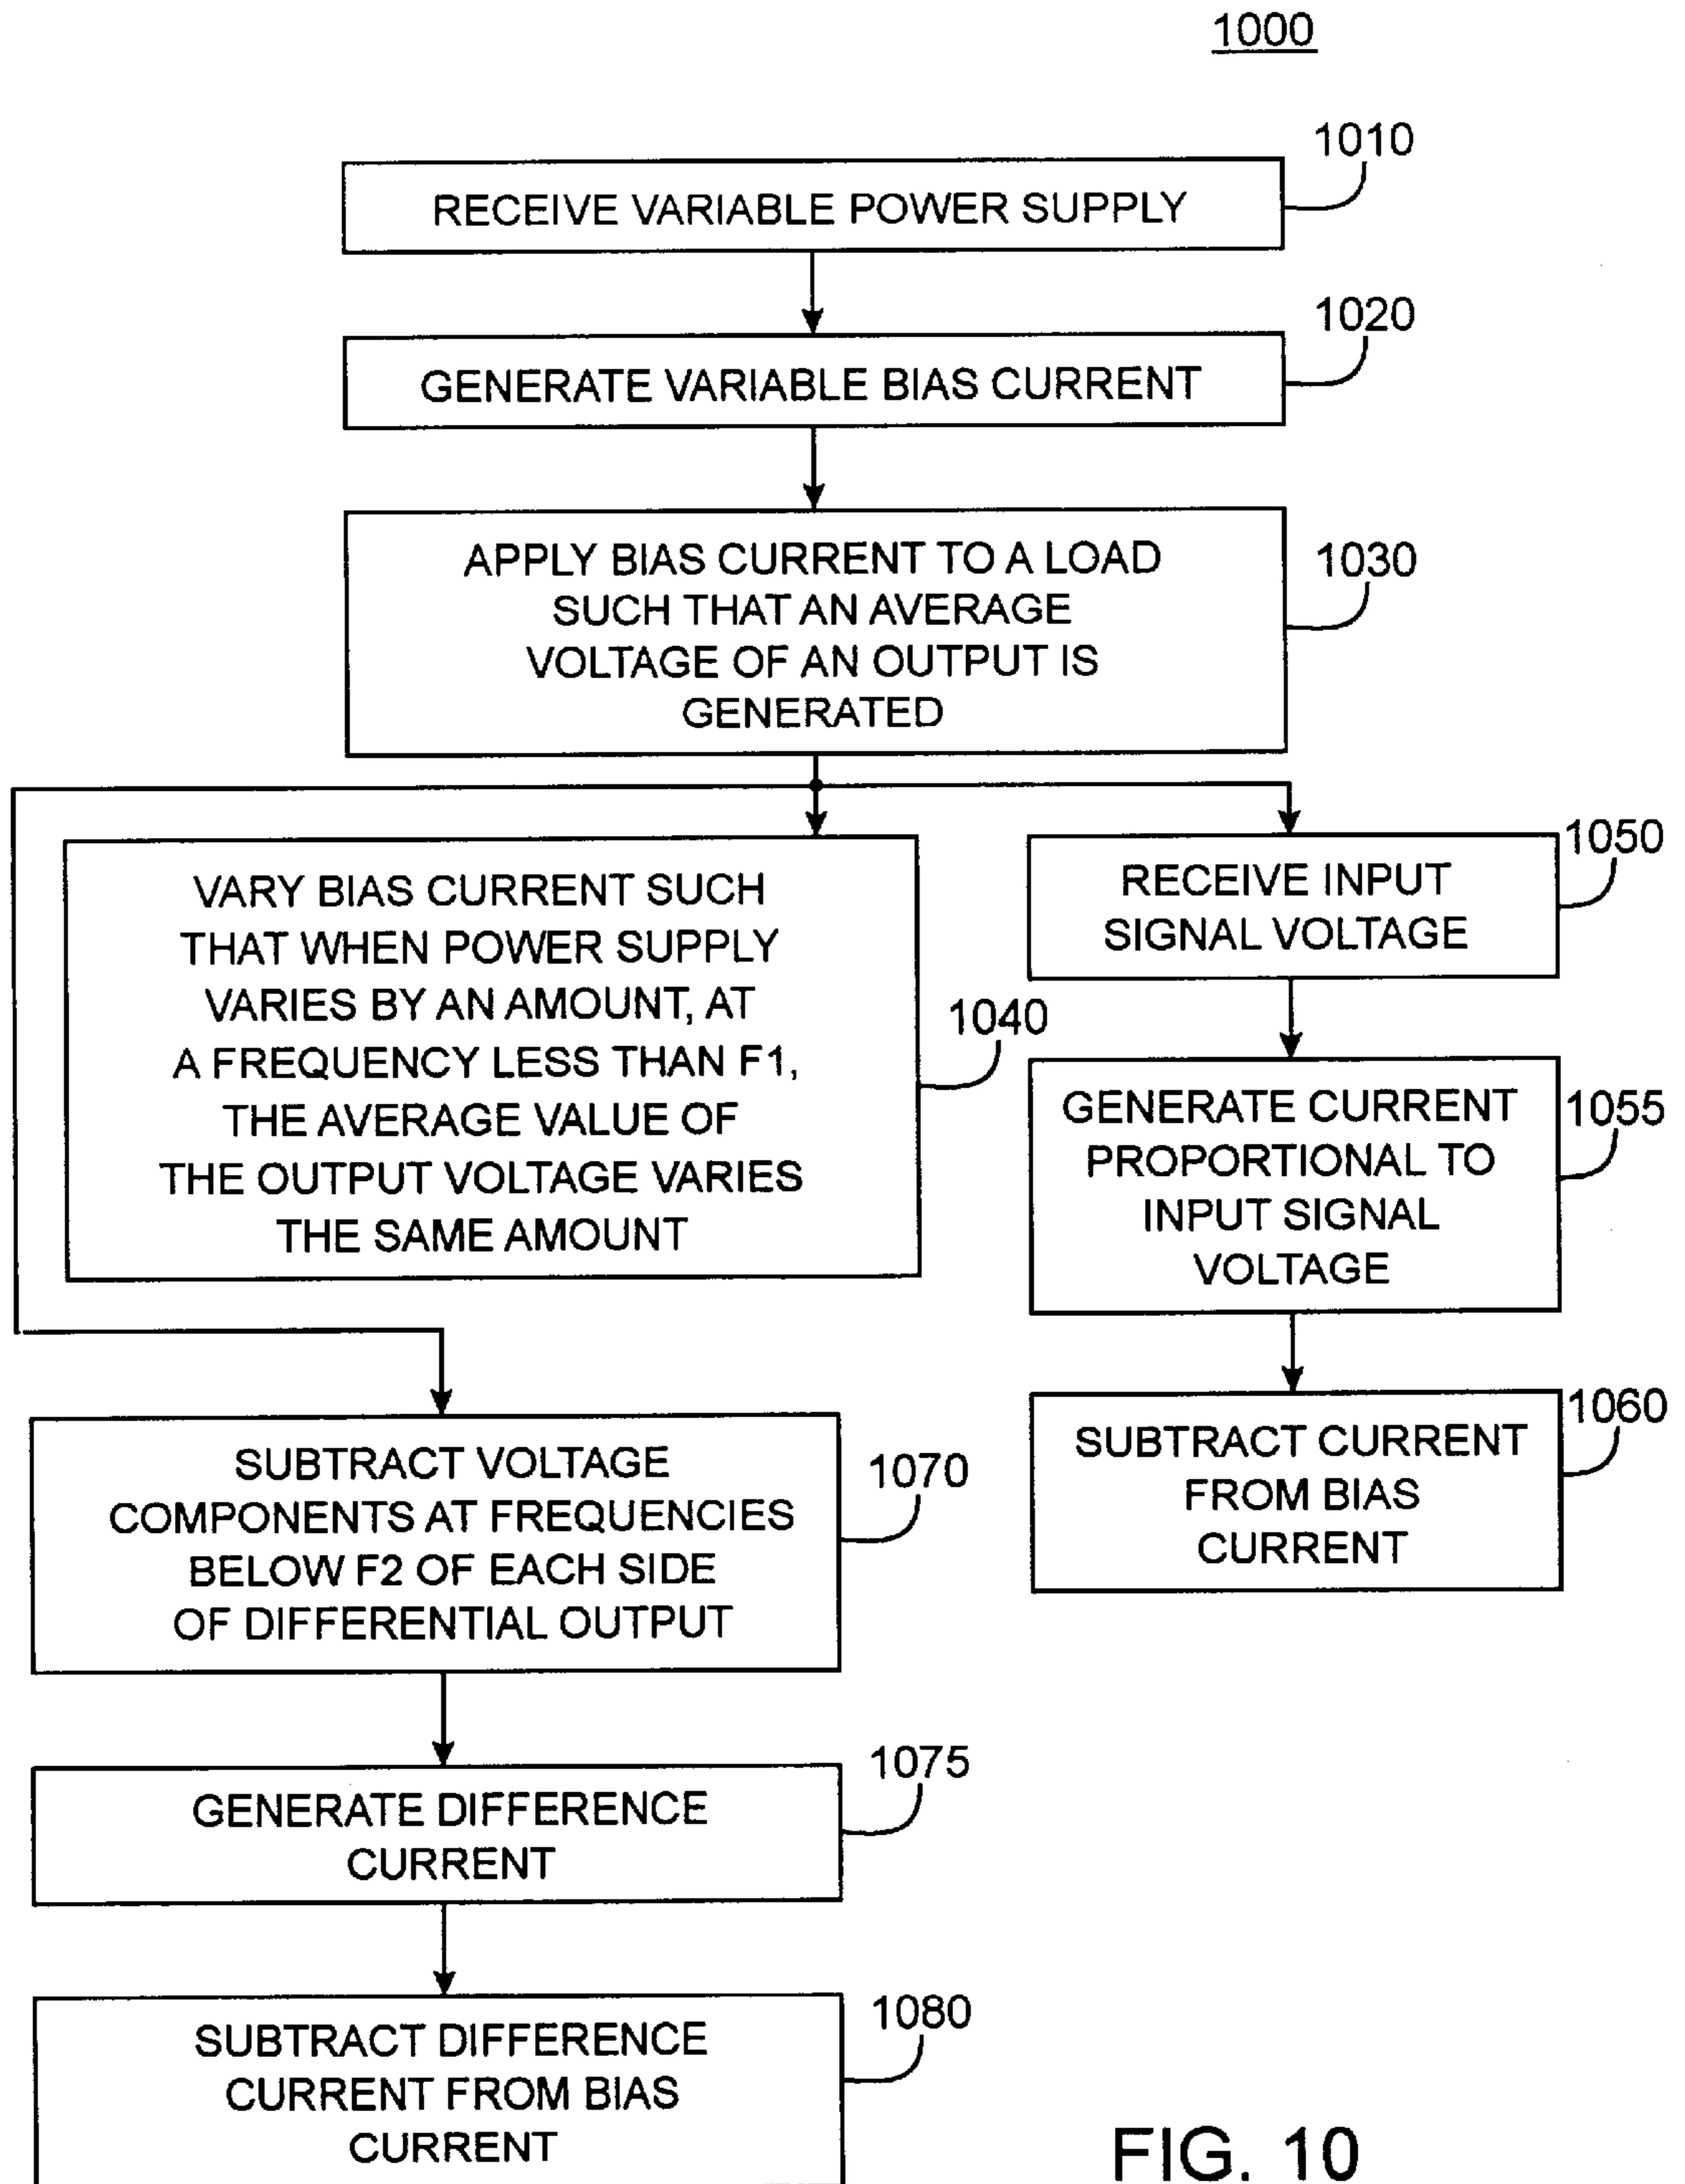 1000
1010
RECEIVE VARIABLE POWER SUPPLY
1020
GENERATE VARIABLE BIAS CURRENT
1030
APPLY BIAS CURRENT TO A LOAD
SUCH THAT AN AVERAGE
VOLTAGE OF AN OUTPUT IS
GENERATED
1040
VARY BIAS CURRENT SUCH
THAT WHEN POWER SUPPLY
VARIES BY AN AMOUNT, AT
A FREQUENCY LESS THAN F1,
THE AVERAGE VALUE OF
THE OUTPUT VOLTAGE VARIES
THE SAME AMOUNT
1050
RECEIVE INPUT
SIGNAL VOLTAGE
1055
GENERATE CURRENT
PROPORTIONAL TO
INPUT SIGNAL
VOLTAGE
1060
SUBTRACT CURRENT
FROM BIAS
CURRENT
1070
SUBTRACT VOLTAGE
COMPONENTS AT FREQUENCIES
BELOW F2 OF EACH SIDE
OF DIFFERENTIAL OUTPUT
1075
GENERATE DIFFERENCE
CURRENT
1080
SUBTRACT DIFFERENCE
CURRENT FROM BIAS
CURRENT
FIG. 10